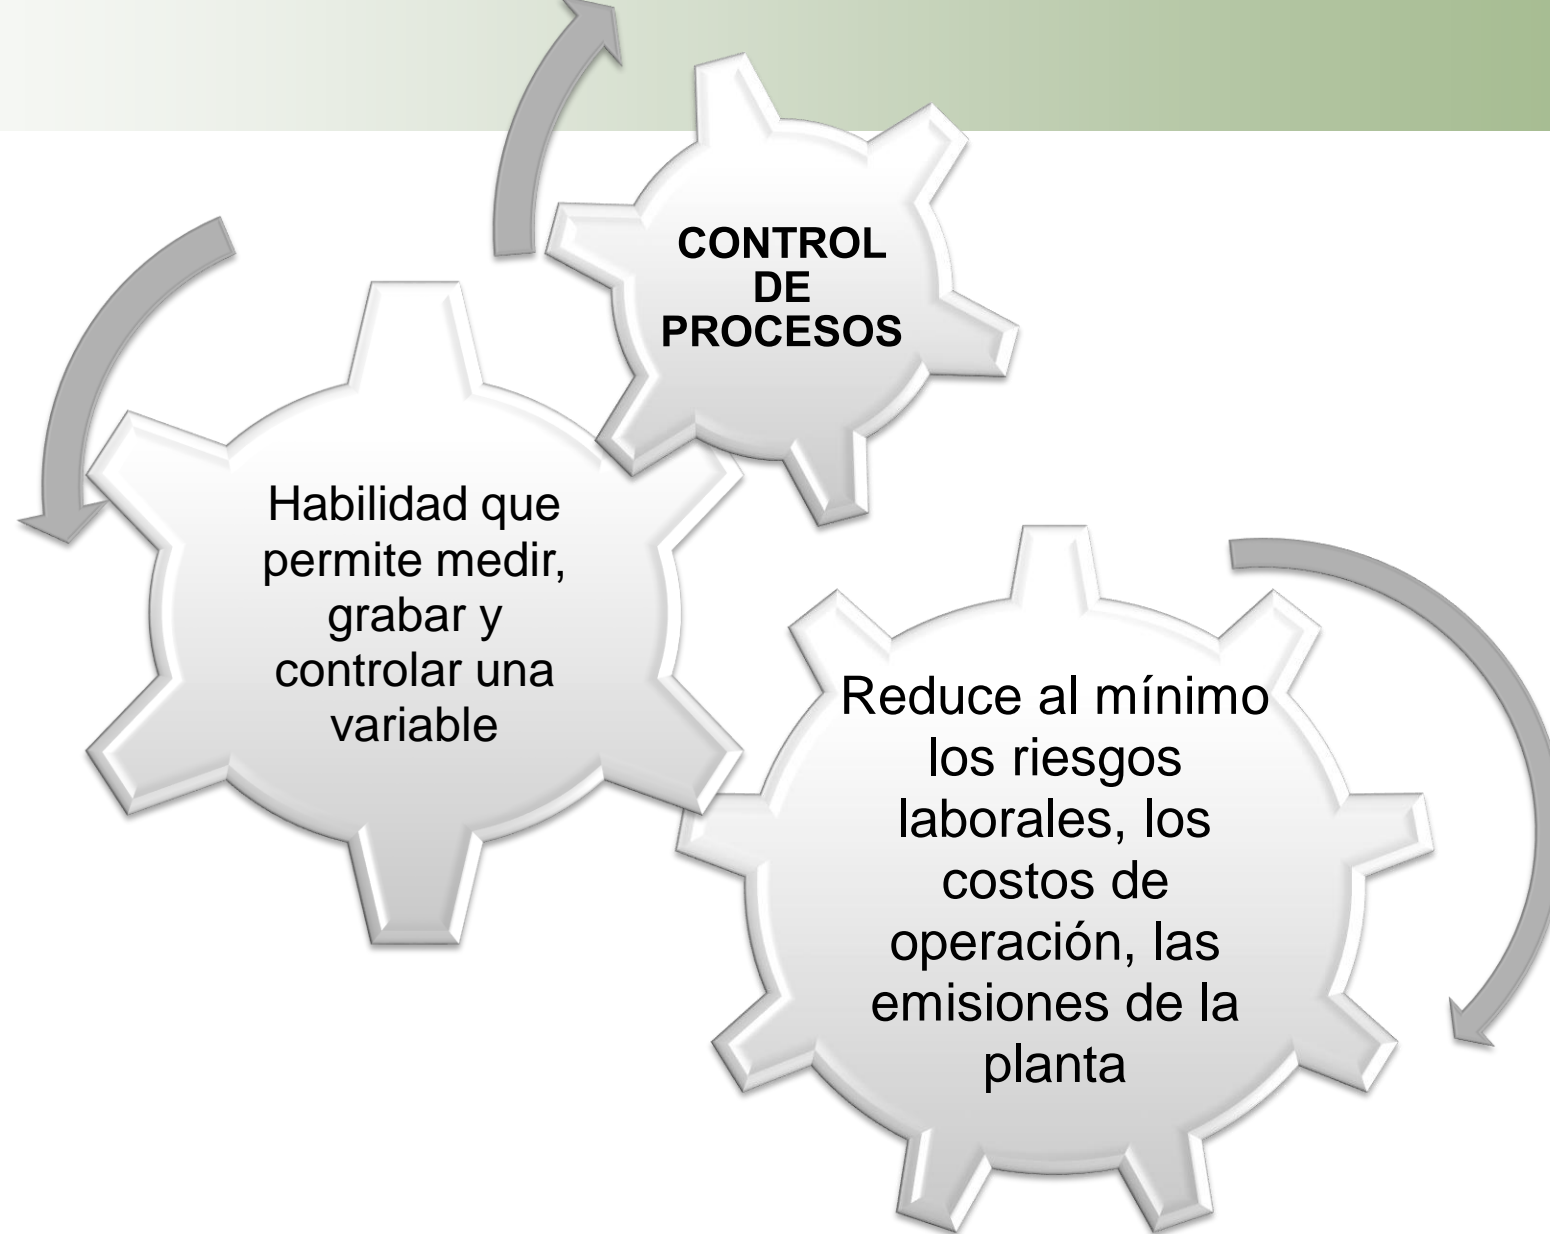 CONTROL
DE
PROCESOS
Habilidad que
permite medir,
grabar y
controlar una
variable
Reduce al mínimo
los riesgos
laborales, los
costos de
operación, las
emisiones de la
planta